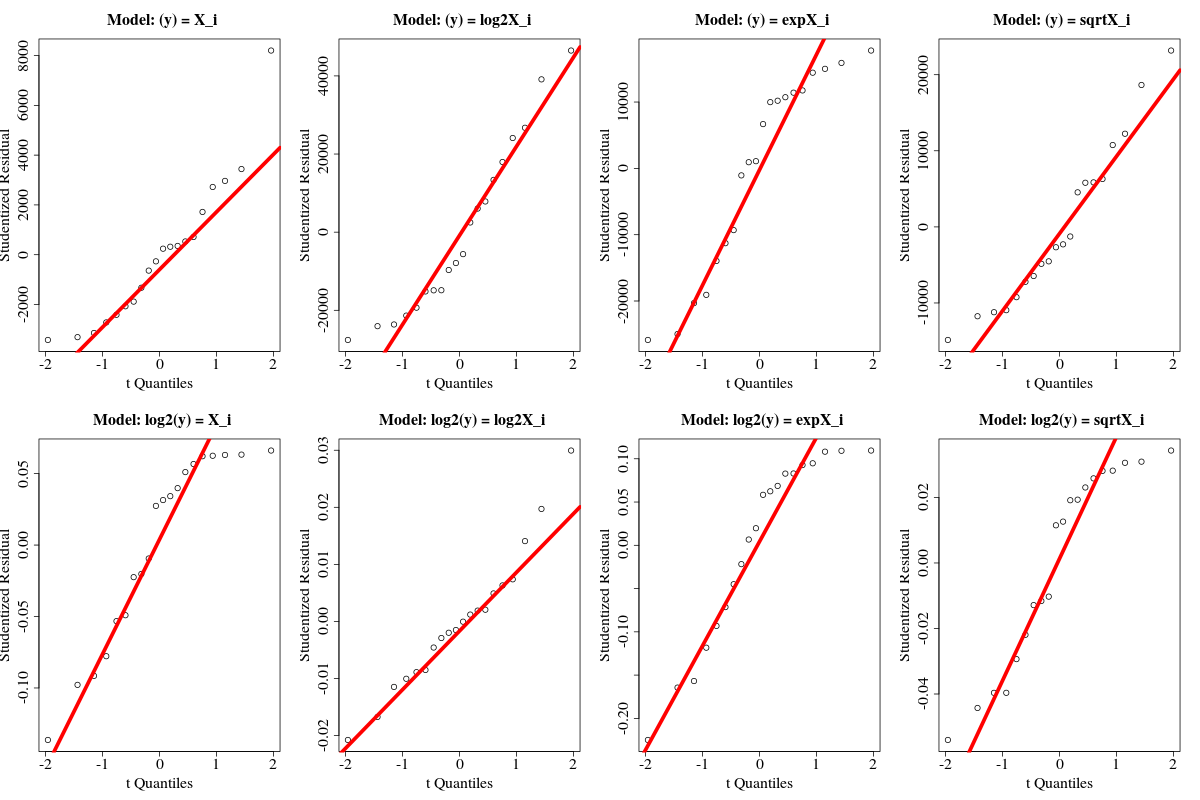 Model: (y) = X_i
Studentized Residual
8000
6000
4000
2000
0
-2000
-2 -1 0 1 2
t Quantiles
Model: (y) = log2X_i
Studentized Residual
40000
20000
0
-20000
-2 -1 0 1 2
t Quantiles
Model: (y) = expX_i
Studentized Residual
10000
0
-10000
-20000
-2 -1 0 1 2
t Quantiles
Model: (y) = sqrtX_i
Studentized Residual
20000
10000
0
-10000
-2 -1 0 1 2
t Quantiles
Model: log2(y) = X_i
Studentized Residual
0.05
0.00
-0.05
-0.10
-2 -1 0 1 2
t Quantiles
Model: log2(y) = log2X_i
Studentized Residual
0.03
0.02
0.01
0.00
-0.01
-0.02
-2 -1 0 1 2
t Quantiles
Model: log2(y) = expX_i
Studentized Residual
0.10
0.05
0.00
-0.10
-0.20
-2 -1 0 1 2
t Quantiles
Model: log2(y) = sqrtX_i
Studentized Residual
0.02
0.00
-0.02
-0.04
-2 -1 0 1 2
t Quantiles